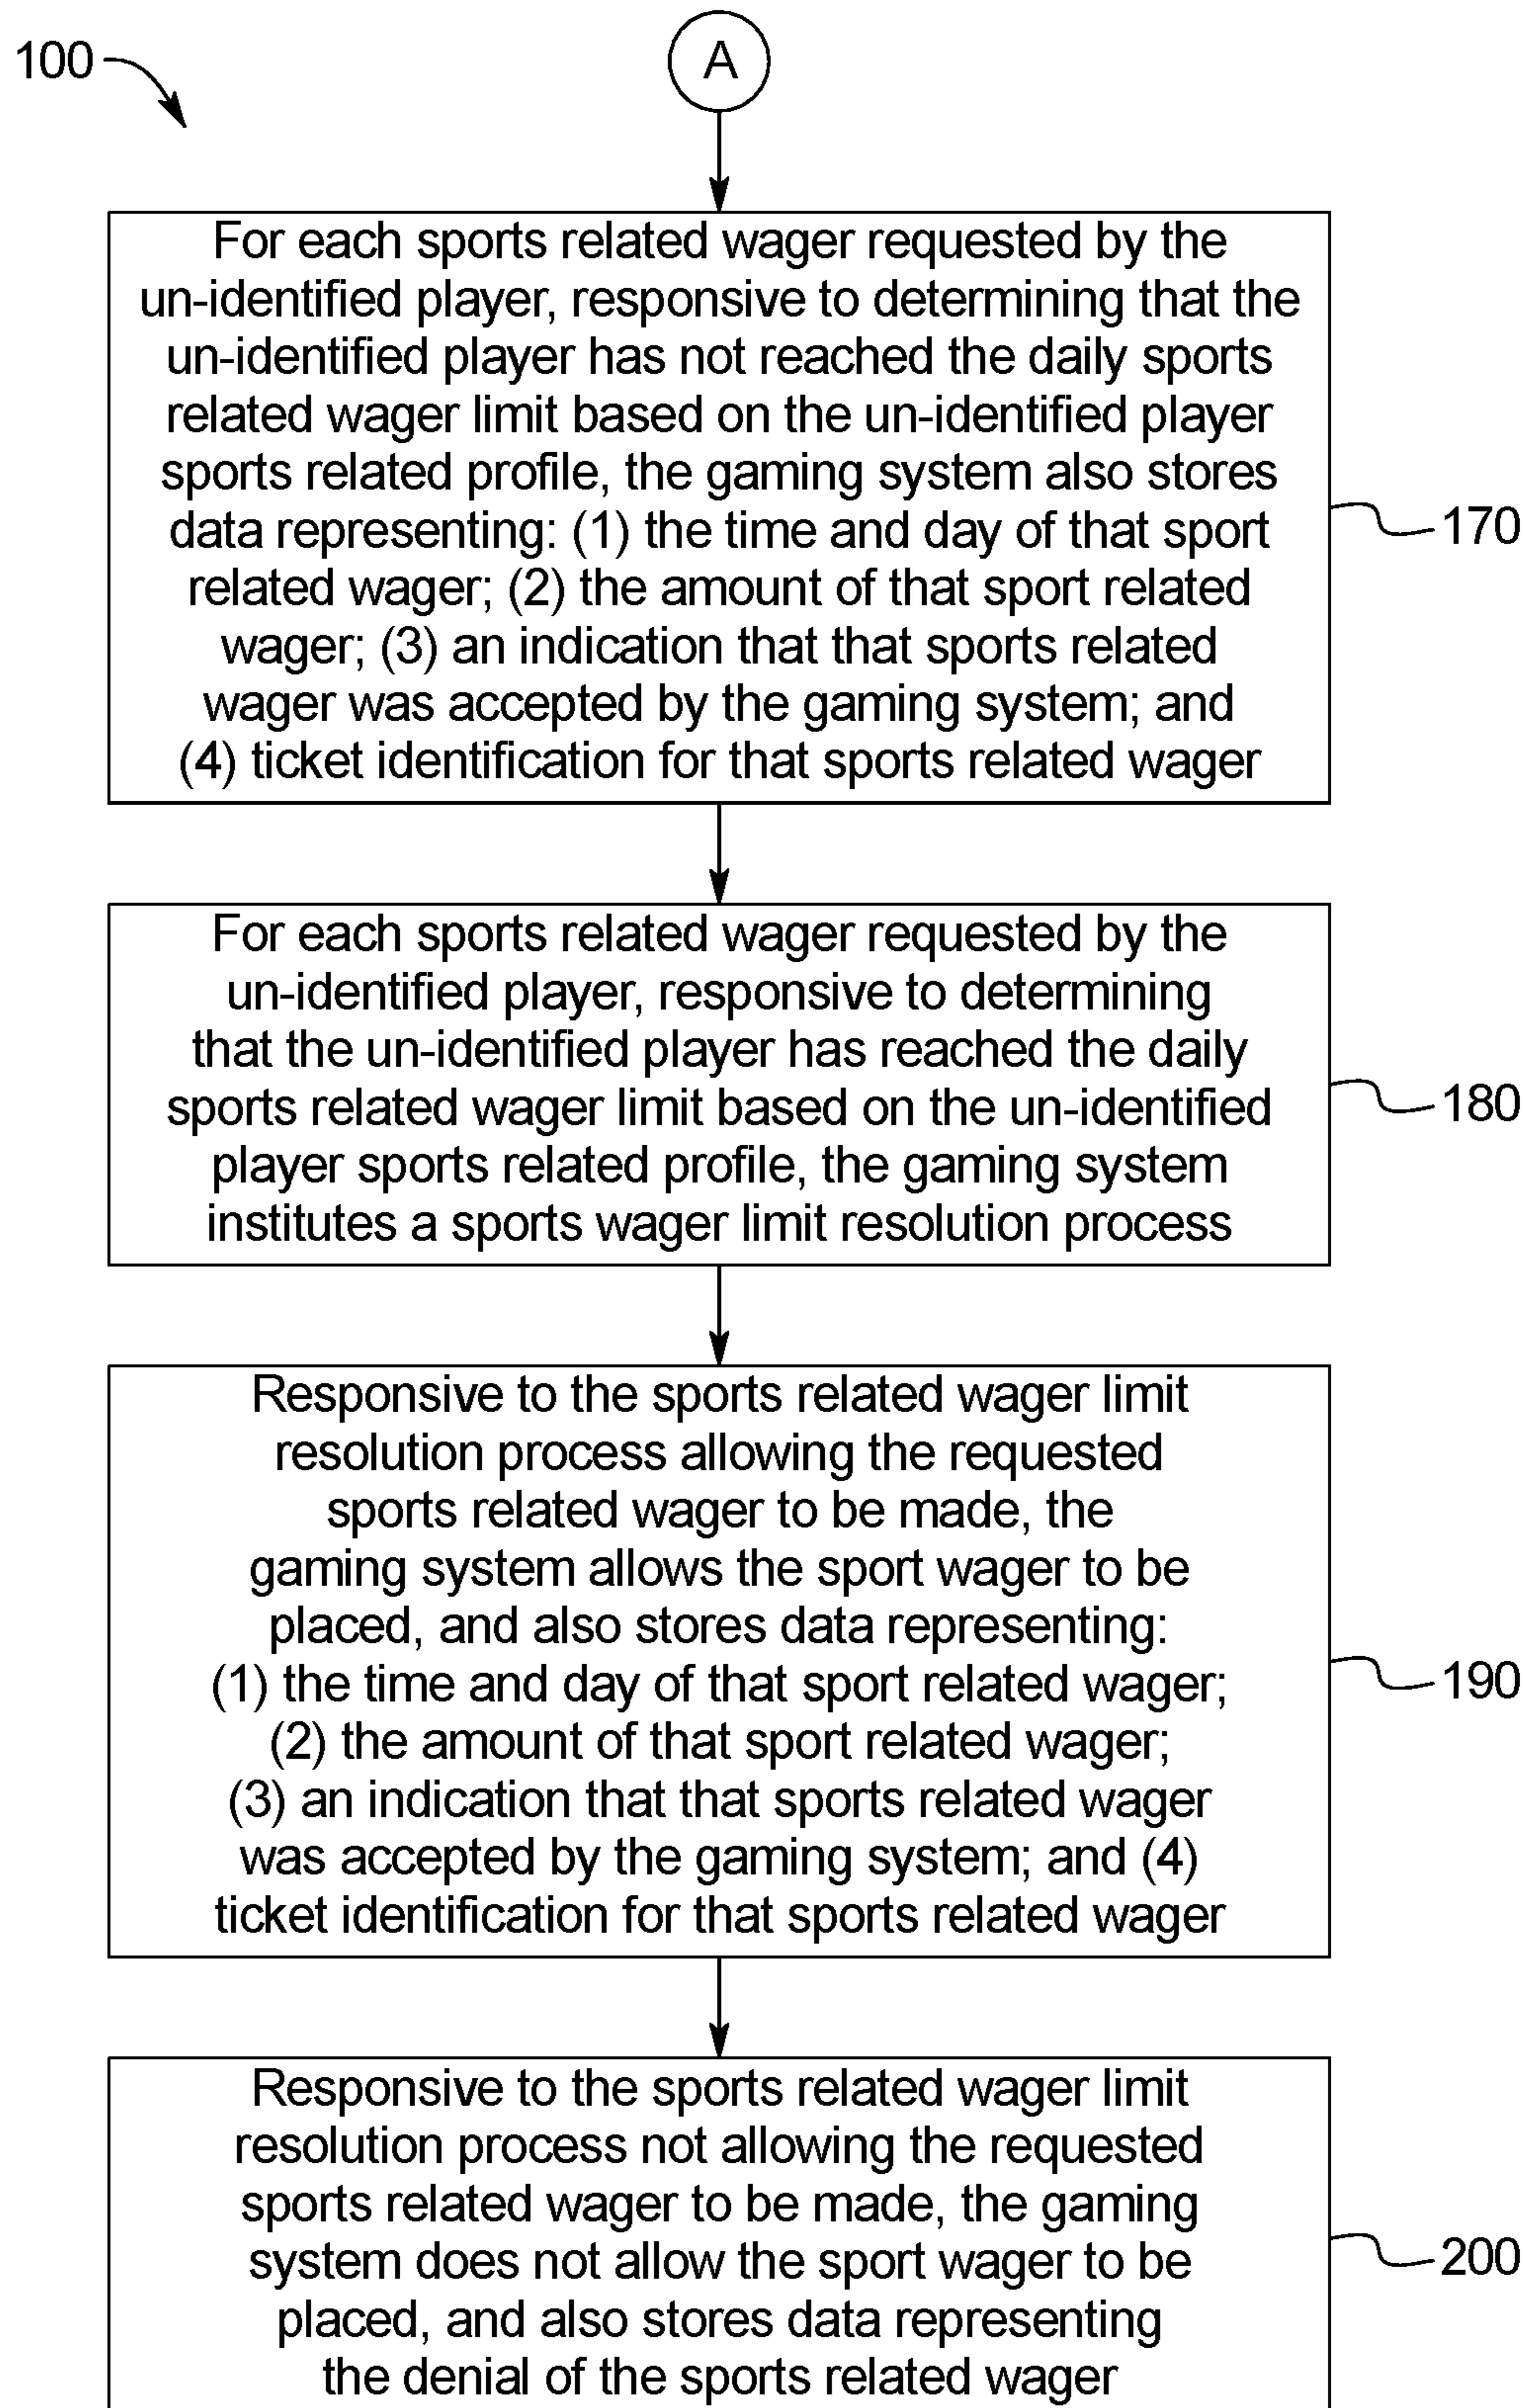 100
A
For each sports related wager requested by the
un-identified player, responsive to determining that the
un-identified player has not reached the daily sports
related wager limit based on the un-identified player
sports related profile, the gaming system also stores
data representing: (1) the time and day of that sport
related wager; (2) the amount of that sport related
wager; (3) an indication that that sports related
wager was accepted by the gaming system; and
(4) ticket identification for that sports related wager
170
For each sports related wager requested by the
un-identified player, responsive to determining
that the un-identified player has reached the daily
sports related wager limit based on the un-identified
player sports related profile, the gaming system
institutes a sports wager limit resolution process
180
Responsive to the sports related wager limit
resolution process allowing the requested
sports related wager to be made, the
gaming system allows the sport wager to be
placed, and also stores data representing:
(1) the time and day of that sport related wager;
(2) the amount of that sport related wager;
(3) an indication that that sports related wager
was accepted by the gaming system; and (4)
ticket identification for that sports related wager
190
Responsive to the sports related wager limit
resolution process not allowing the requested
sports related wager to be made, the gaming
system does not allow the sport wager to be
placed, and also stores data representing
the denial of the sports related wager
200